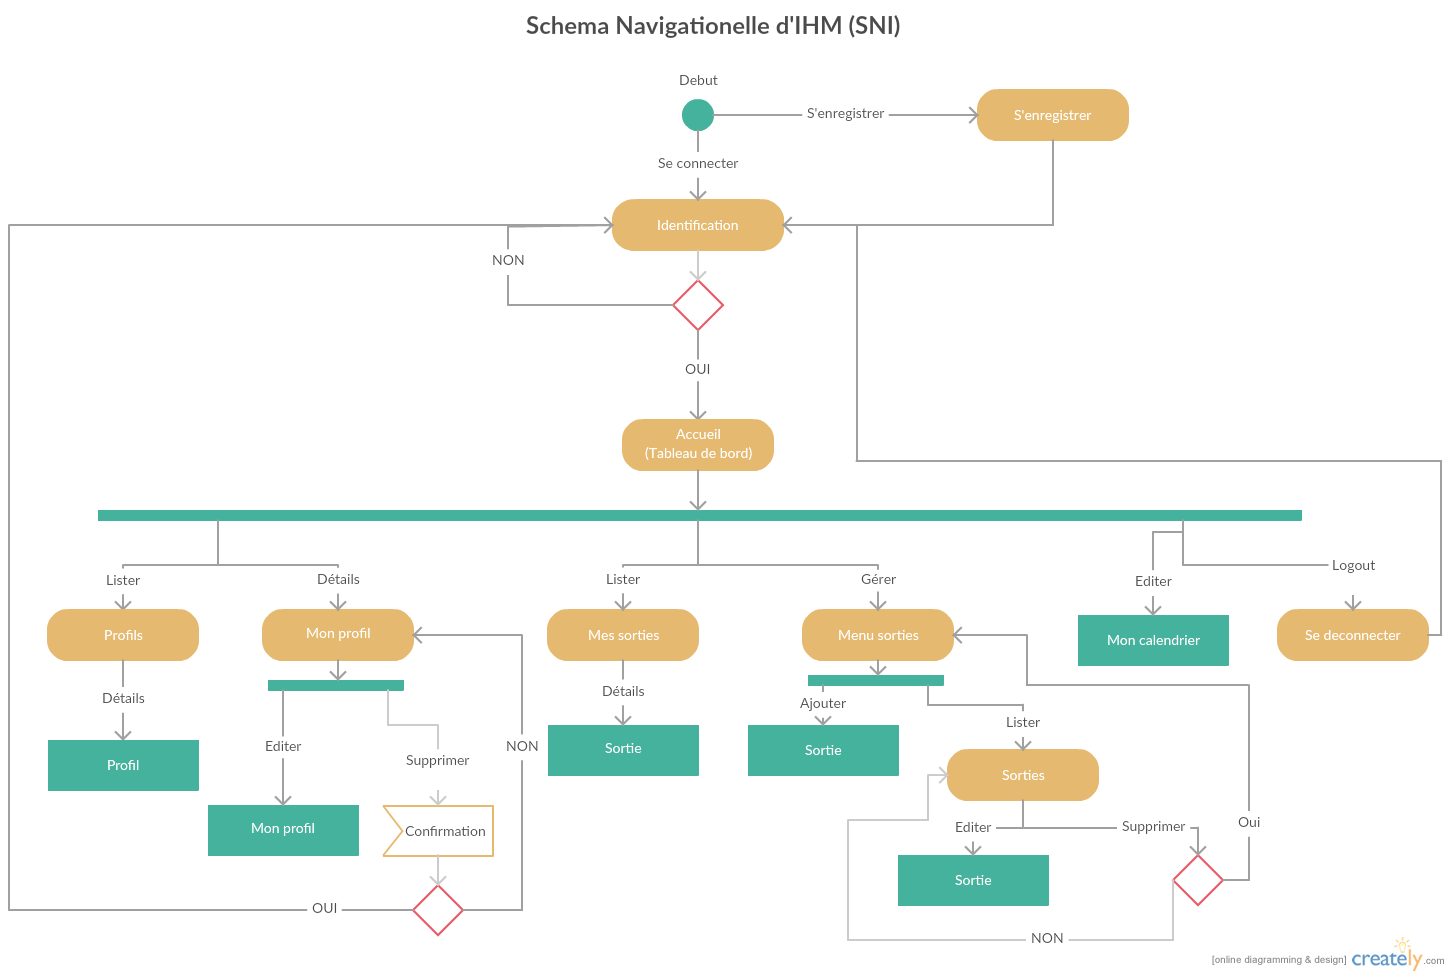 Schema Navigationelle d'IHM (SNI)
Debut
S'enregistrer
S'enregistrer
Se connecter
Identification
NON
OUI
Accueil
(Tableau de bord)
Lister
Détails
Lister
Gérer
Editer
Logout
Profils
Mon profil
Mes sorties
Menu sorties
Mon calendrier
Se deconnecter
Détails
Editer
Supprimer
NON
Détails
Ajouter
Lister
Profil
Mon profil
Confirmation
Sortie
Sortie
Sorties
Editer
Supprimer
Oui
Sortie
OUI
NON
[online diagramming & design]
creately.com